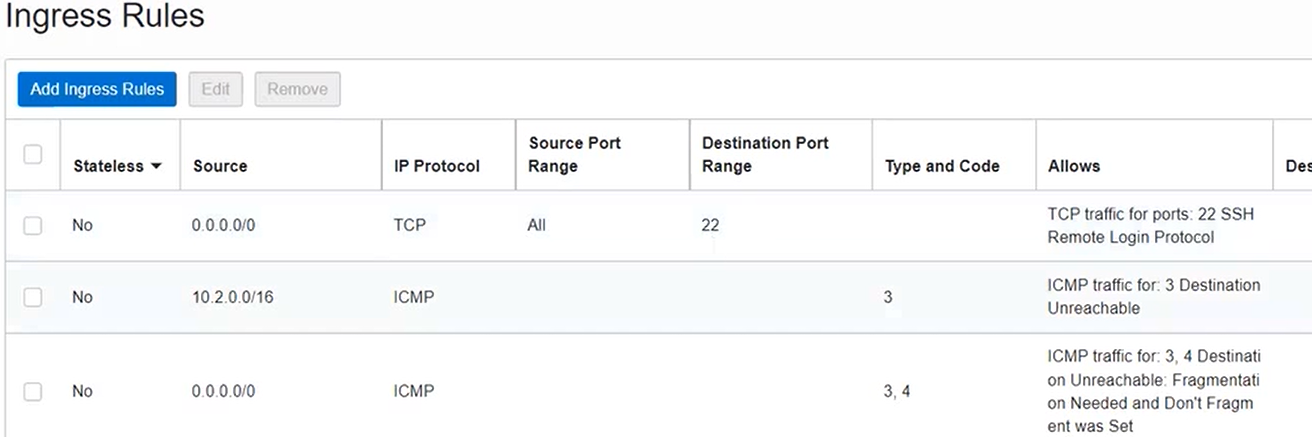 Ingress Rules
Add Ingress Rules Edit Remove
Stateless Source IP Protocol Source Port Range Destination Port Range Type and Code Allows Des
No 0.0.0.0/0 TCP All 22 TCP traffic for ports: 22 SSH
Remote Login Protocol
No 10.2.0.0/16 ICMP 3 ICMP traffic for: 3 Destination
Unreachable
No 0.0.0.0/0 ICMP 3, 4 ICMP traffic for: 3, 4 Destinati
on Unreachable: Fragmentati
on Needed and Don't Fragm
ent was Set